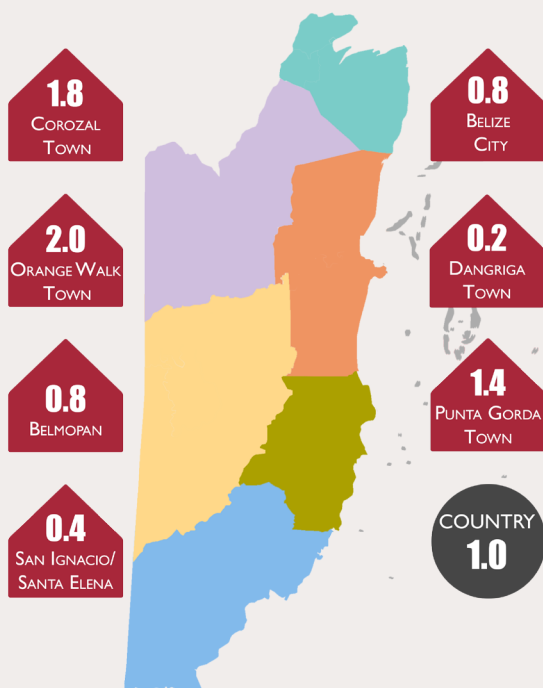 1.8
COROZAL
TOWN
2.0
ORANGE WALK
TOWN
0.8
BELMOPAN
0.4
SAN IGNACIO/
SANTA ELENA
0.8
BELIZE
CITY
0.2
DANGRIGA
TOWN
1.4
PUNTA GORDA
TOWN
COUNTRY
1.0